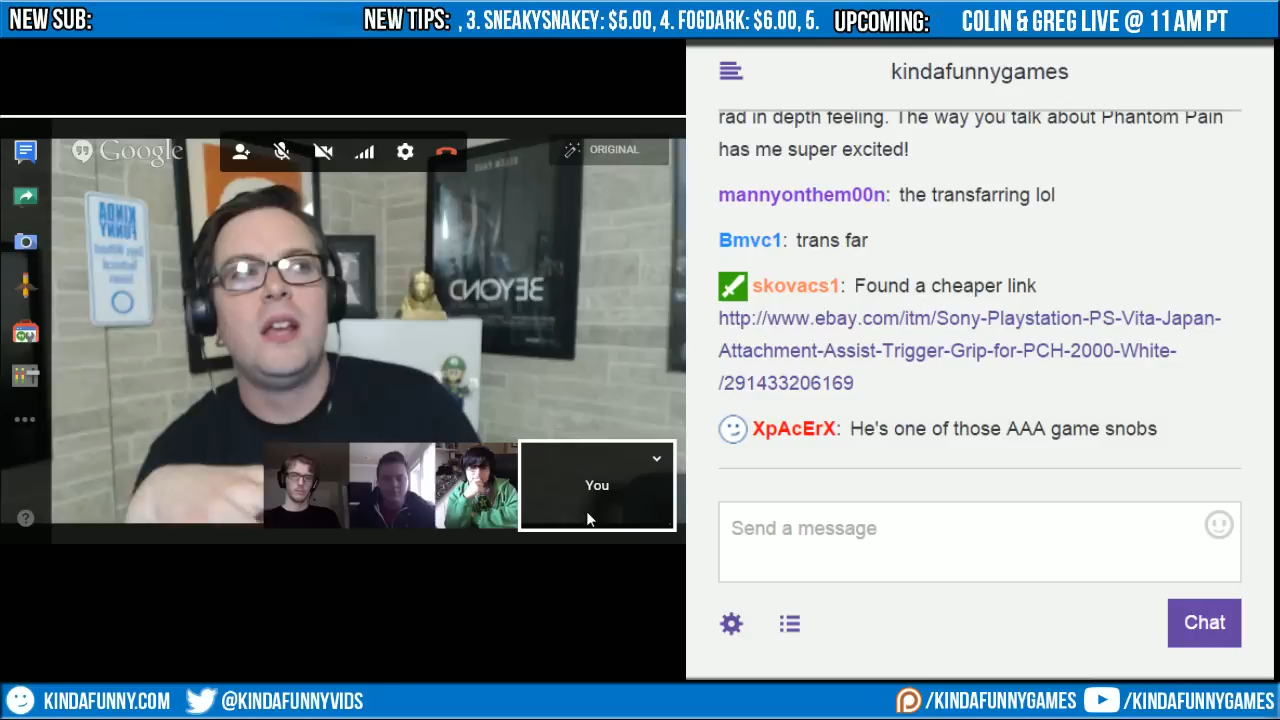 NEW SUB:
NEW TIPS: , 3. SNEAKYSNAKEY: $5.00, 4. FOGDARK: $6.00, 5.
UPCOMING: COLIN & GREG LIVE @ 11 AM PT
Google
ORIGINAL
KINDA
FUNNY
BEYOND
You
kindafunnygames
rad in depth feeling. The way you talk about Phantom Pain
has me super excited!
mannyonthem00n: the transfarring lol
Bmvc1: trans far
skovacs1: Found a cheaper link
http://www.ebay.com/itm/Sony-Playstation-PS-Vita-Japan-
Attachment-Assist-Trigger-Grip-for-PCH-2000-White-
/291433206169
XpAcErX: He's one of those AAA game snobs
Send a message
Chat
KINDAFUNNY.COM
@KINDAFUNNYVIDS
/KINDAFUNNYGAMES
/KINDAFUNNYGAMES